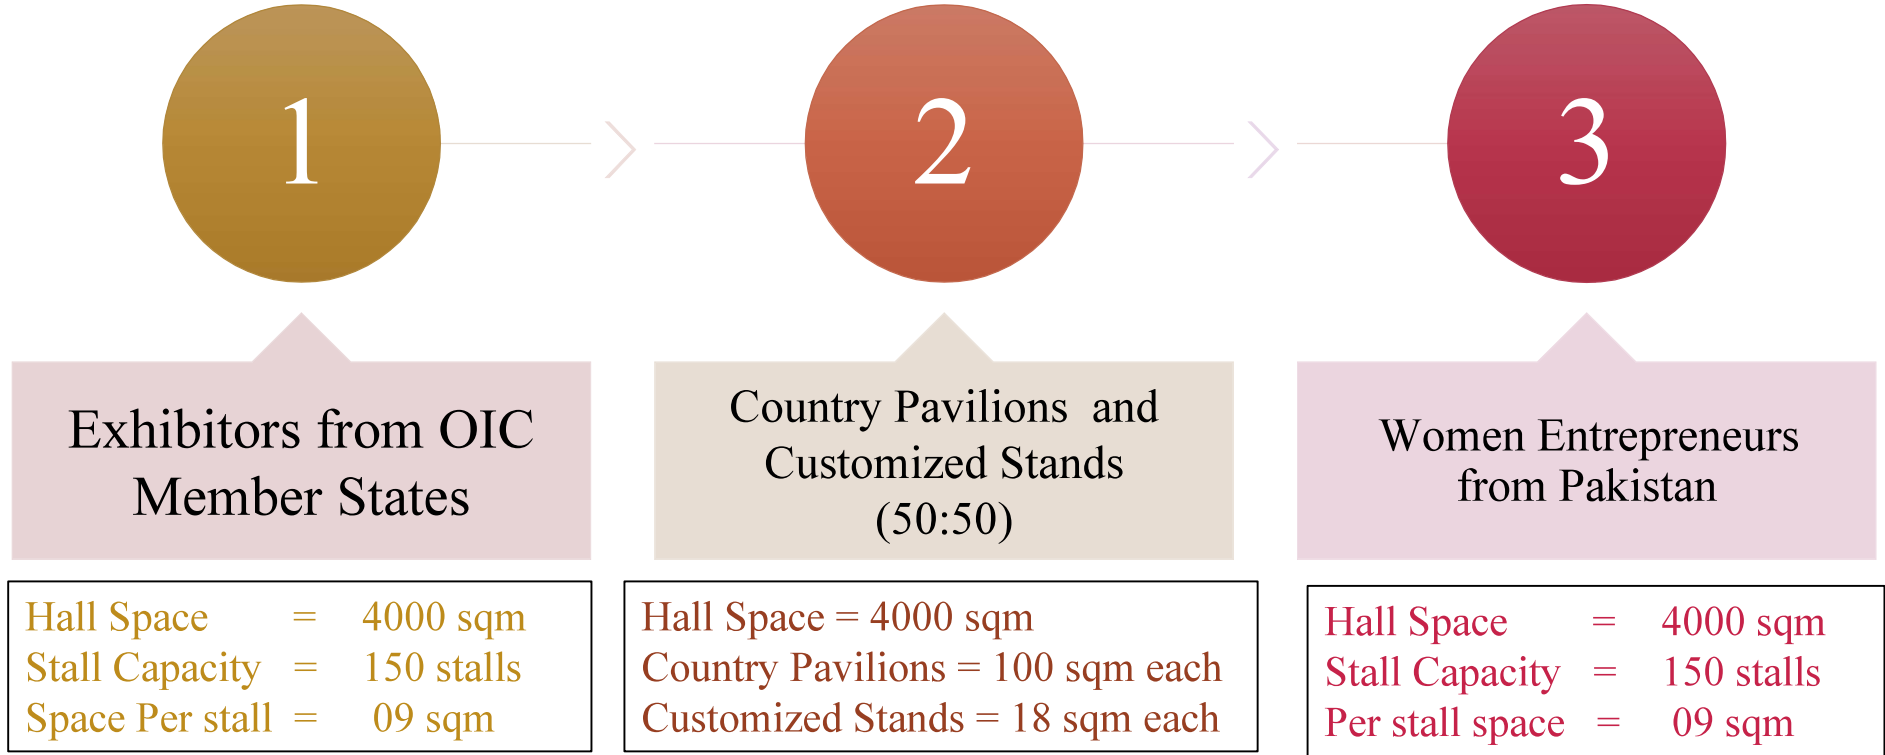 1
Exhibitors from OIC
Member States
Hall Space = 4000 sqm
Stall Capacity = 150 stalls
Space Per stall = 09 sqm
2
Country Pavilions and
Customized Stands
(50:50)
Hall Space = 4000 sqm
Country Pavilions = 100 sqm each
Customized Stands = 18 sqm each
3
Women Entrepreneurs
from Pakistan
Hall Space = 4000 sqm
Stall Capacity = 150 stalls
Per stall space = 09 sqm